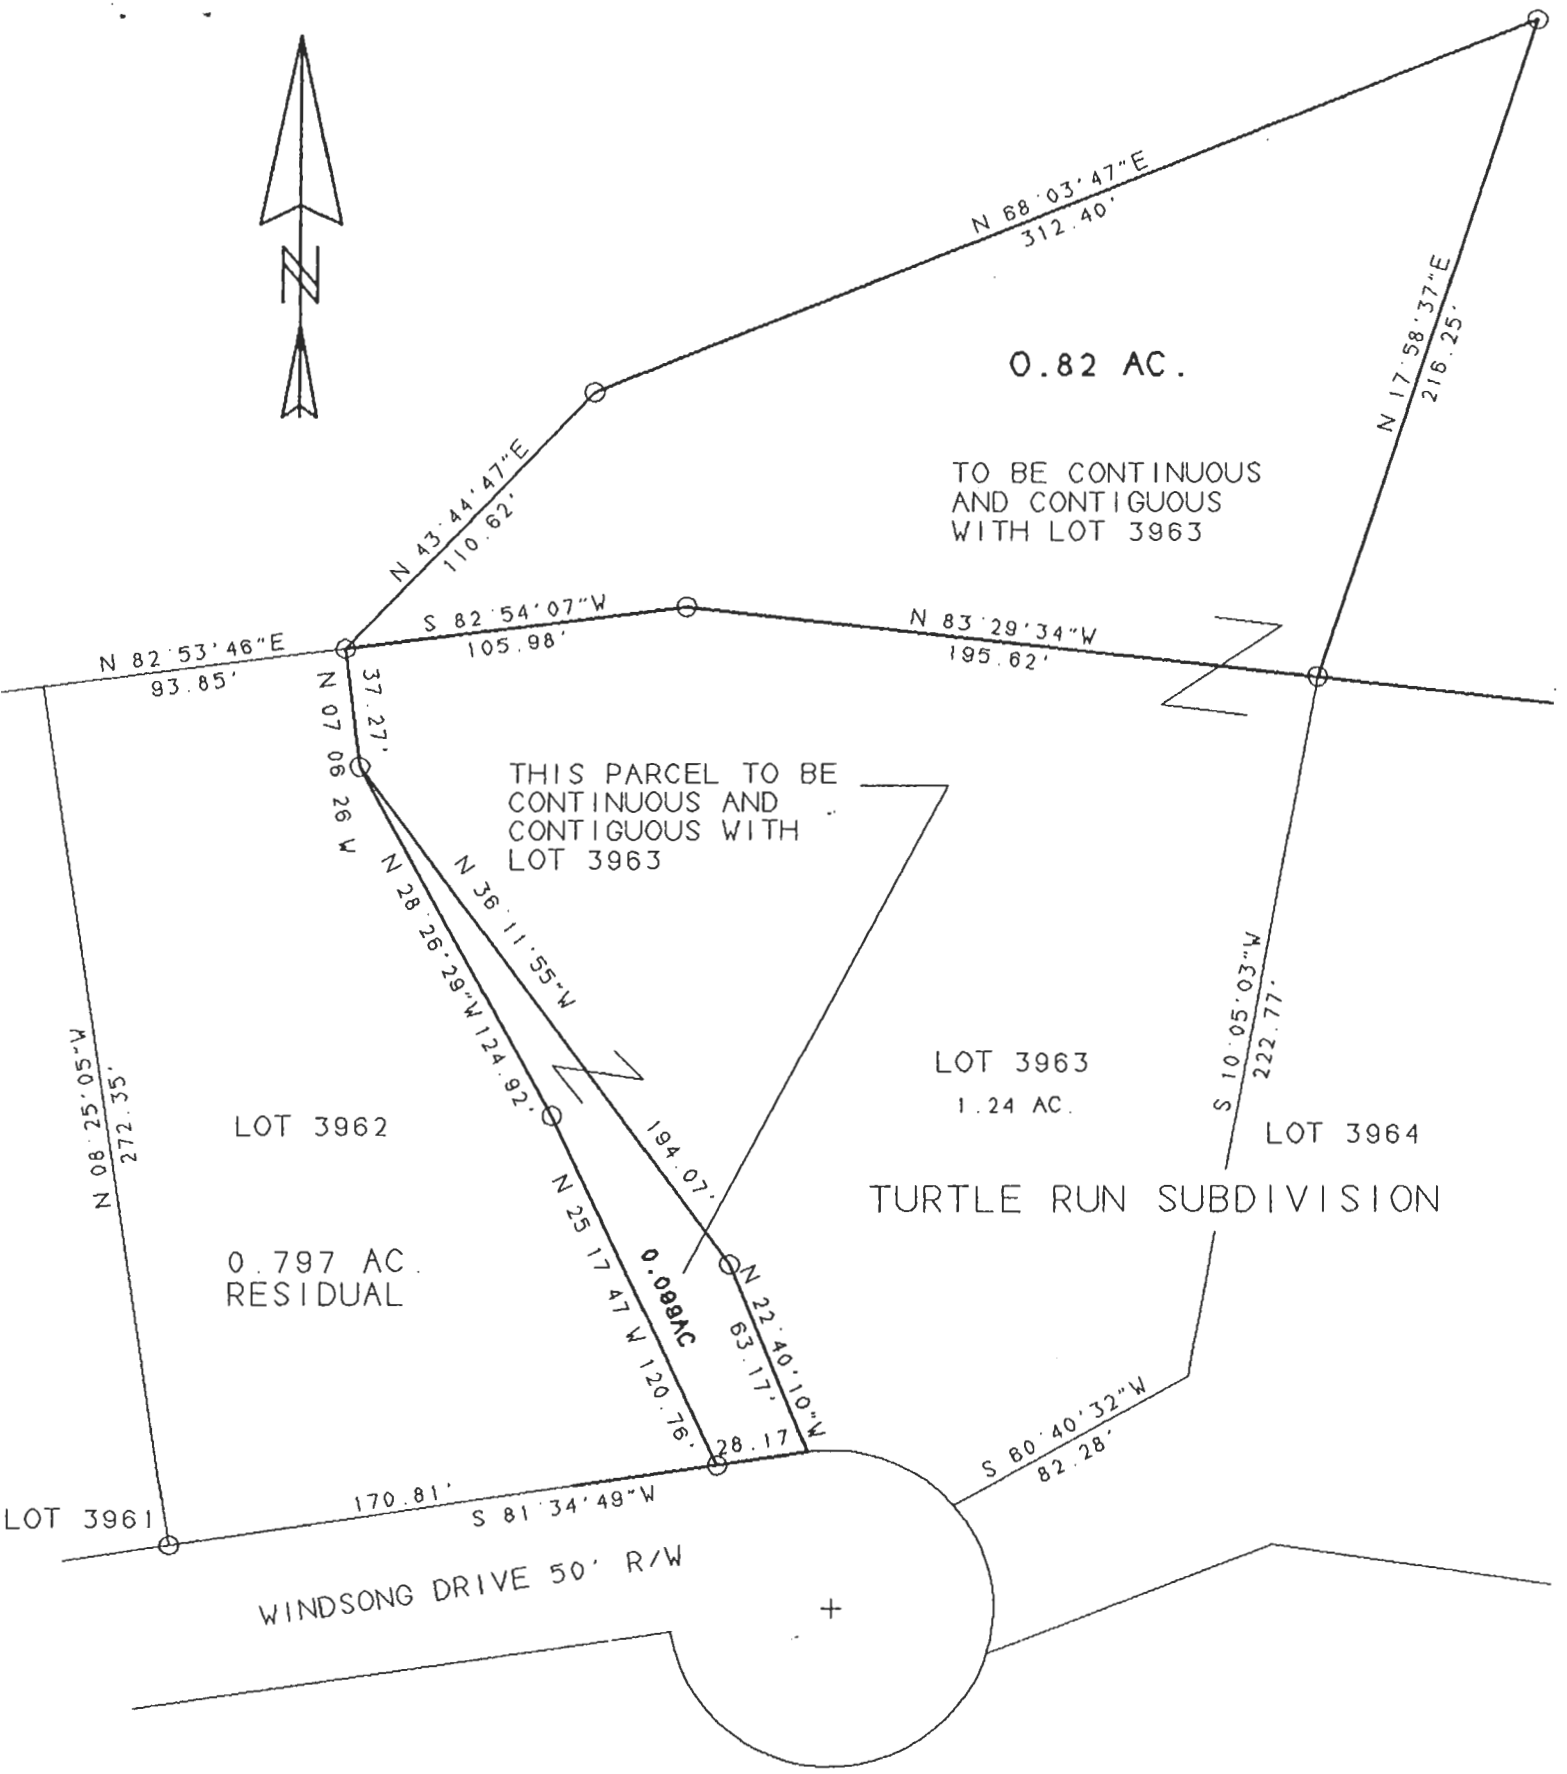 N
N 68°03'47"E
312.40'
N 17°58'37"E
216.25'
0.82 AC.
TO BE CONTINUOUS
AND CONTIGUOUS
WITH LOT 3963
N 43°44'47"E
110.62'
S 82°54'07"W
105.98'
N 83°29'34"W
195.62'
N 82°53'46"E
93.85'
N 07 06 26 W
37.27'
THIS PARCEL TO BE
CONTINUOUS AND
CONTIGUOUS WITH
LOT 3963
N 28°26'29"W 124.92'
N 36°11'55"W
194.07'
S 10°05'03"W
222.77'
N 08°25'05"W
272.35'
LOT 3963
1.24 AC.
LOT 3962
LOT 3964
TURTLE RUN SUBDIVISION
N 25 17 47 W 120.76'
0.099AC
0.797 AC.
RESIDUAL
N 22°40'10"W
63.17'
28.17
S 60°40'32"W
82.28'
170.81'
S 81°34'49"W
LOT 3961
WINDSONG DRIVE 50' R/W